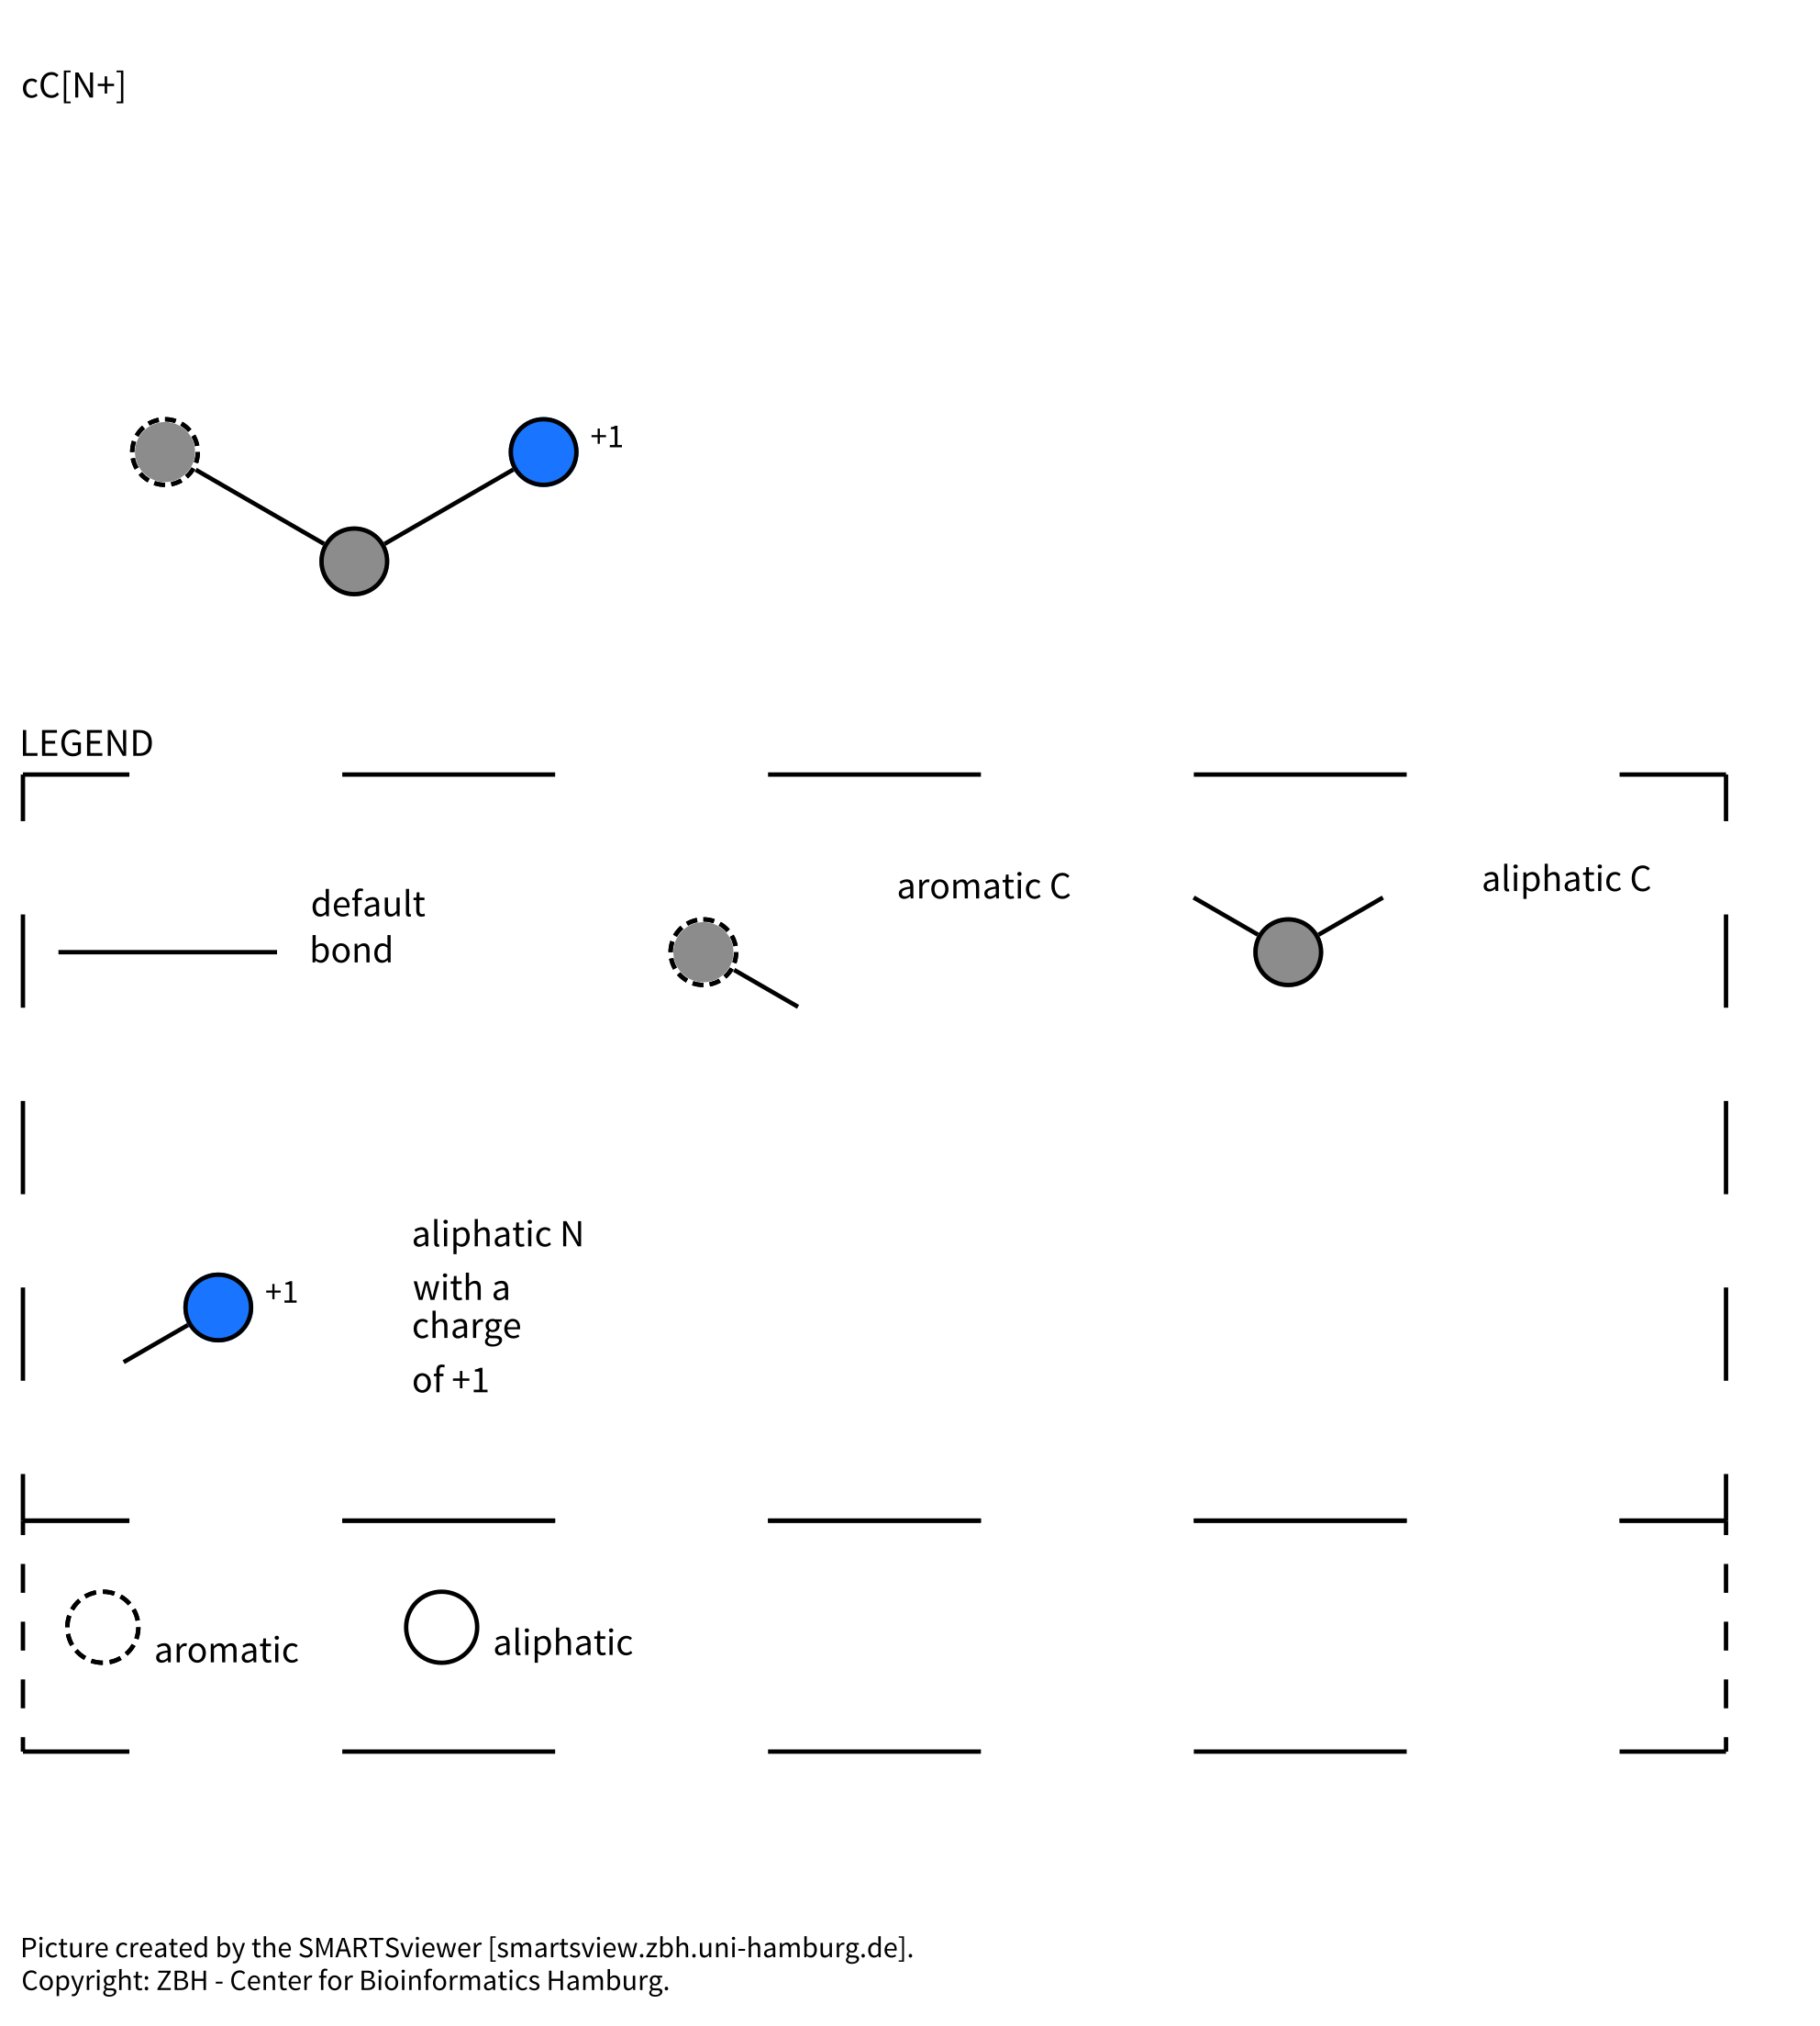 cC[N+]
+1
LEGEND
default
bond
aromatic C
aliphatic C
+1
aliphatic N
with a
charge
of +1
aromatic
aliphatic
Picture created by the SMARTSviewer [smartsview.zbh.uni-hamburg.de].
Copyright: ZBH - Center for Bioinformatics Hamburg.